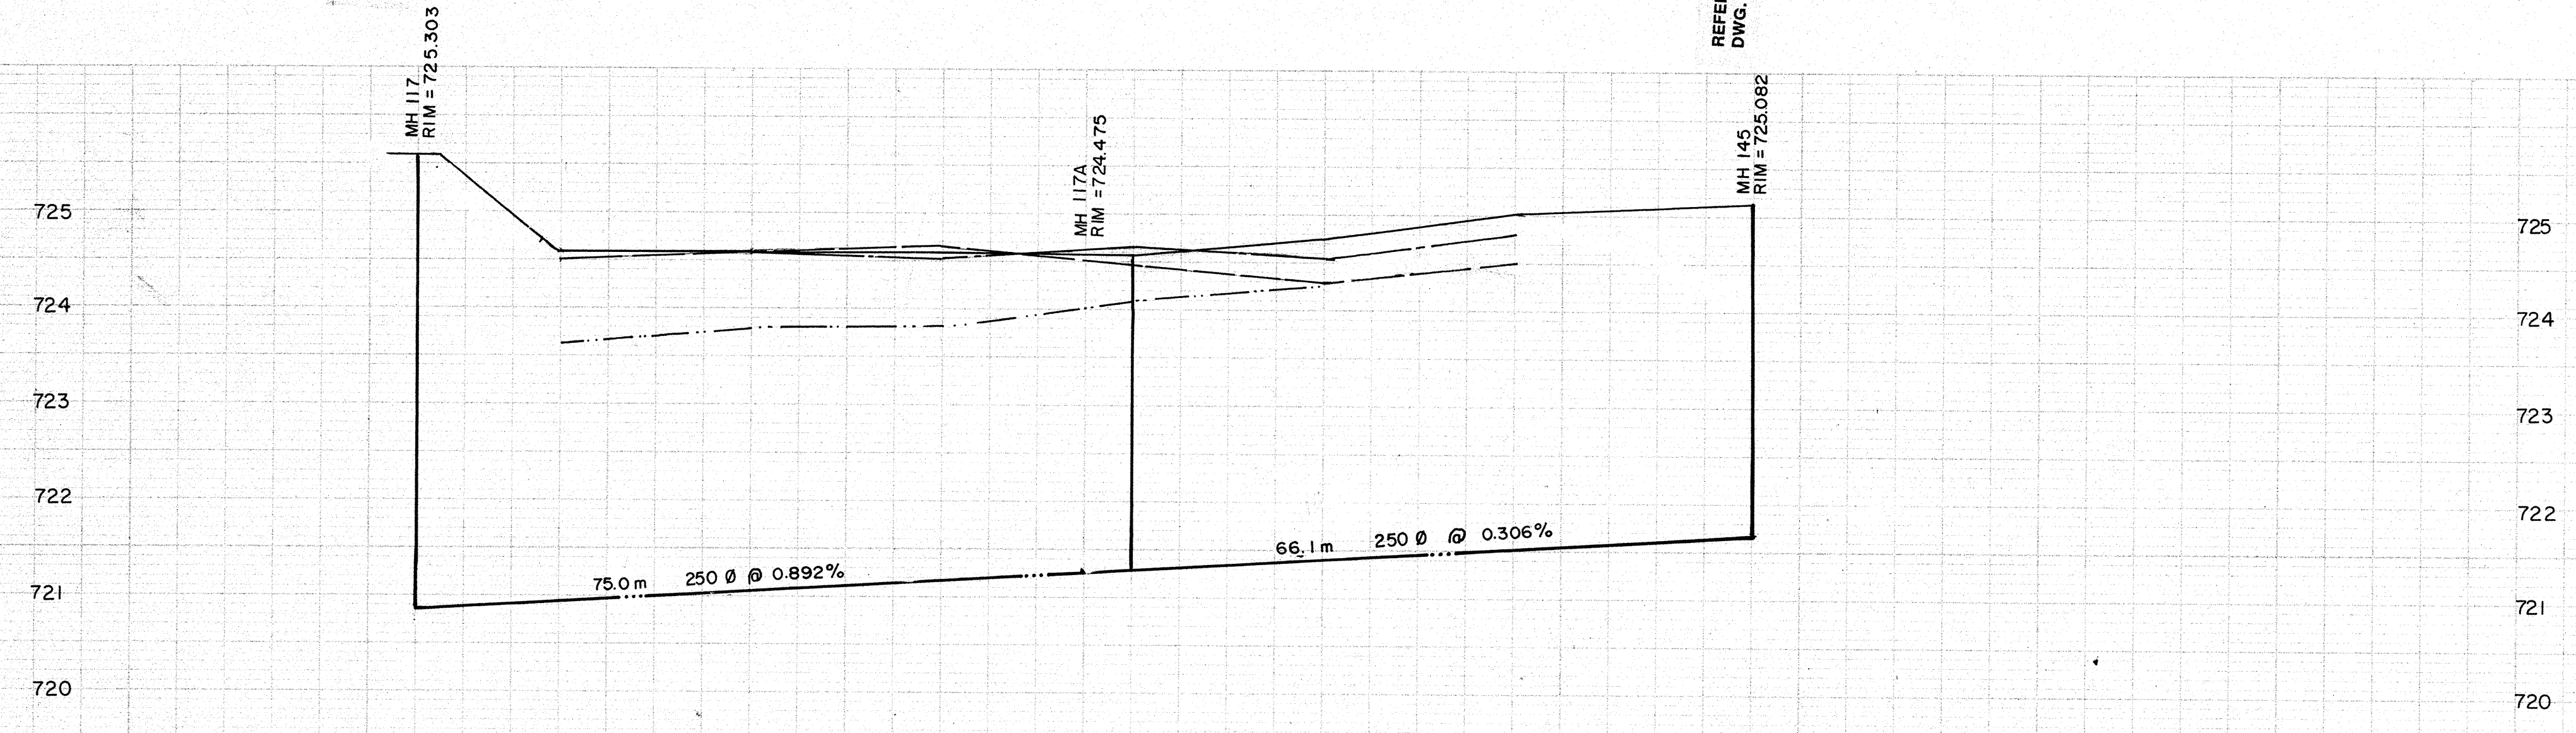 REFE
DWG.
MH 117
RIM = 725.303
MH 117A
RIM = 724.475
MH 145
RIM = 725.082
725
724
723
722
721
720
75.0 m 250 Ø @ 0.892%
66.1 m 250 Ø @ 0.306%
725
724
723
722
721
720